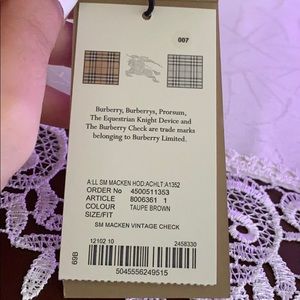 007
Burberry, Burberrys, Prorsum,
The Equestrian Knight Device and
The Burberry Check are trade marks
belonging to Burberry Limited.
A:LL SM MACKEN HOD:ACHLT:A1352
ORDER No 4500511353
ARTICLE 8006361 1
COLOUR TAUPE BROWN
SIZE/FIT
SM MACKEN VINTAGE CHECK
12102 10 2458330
69B
5045556249515